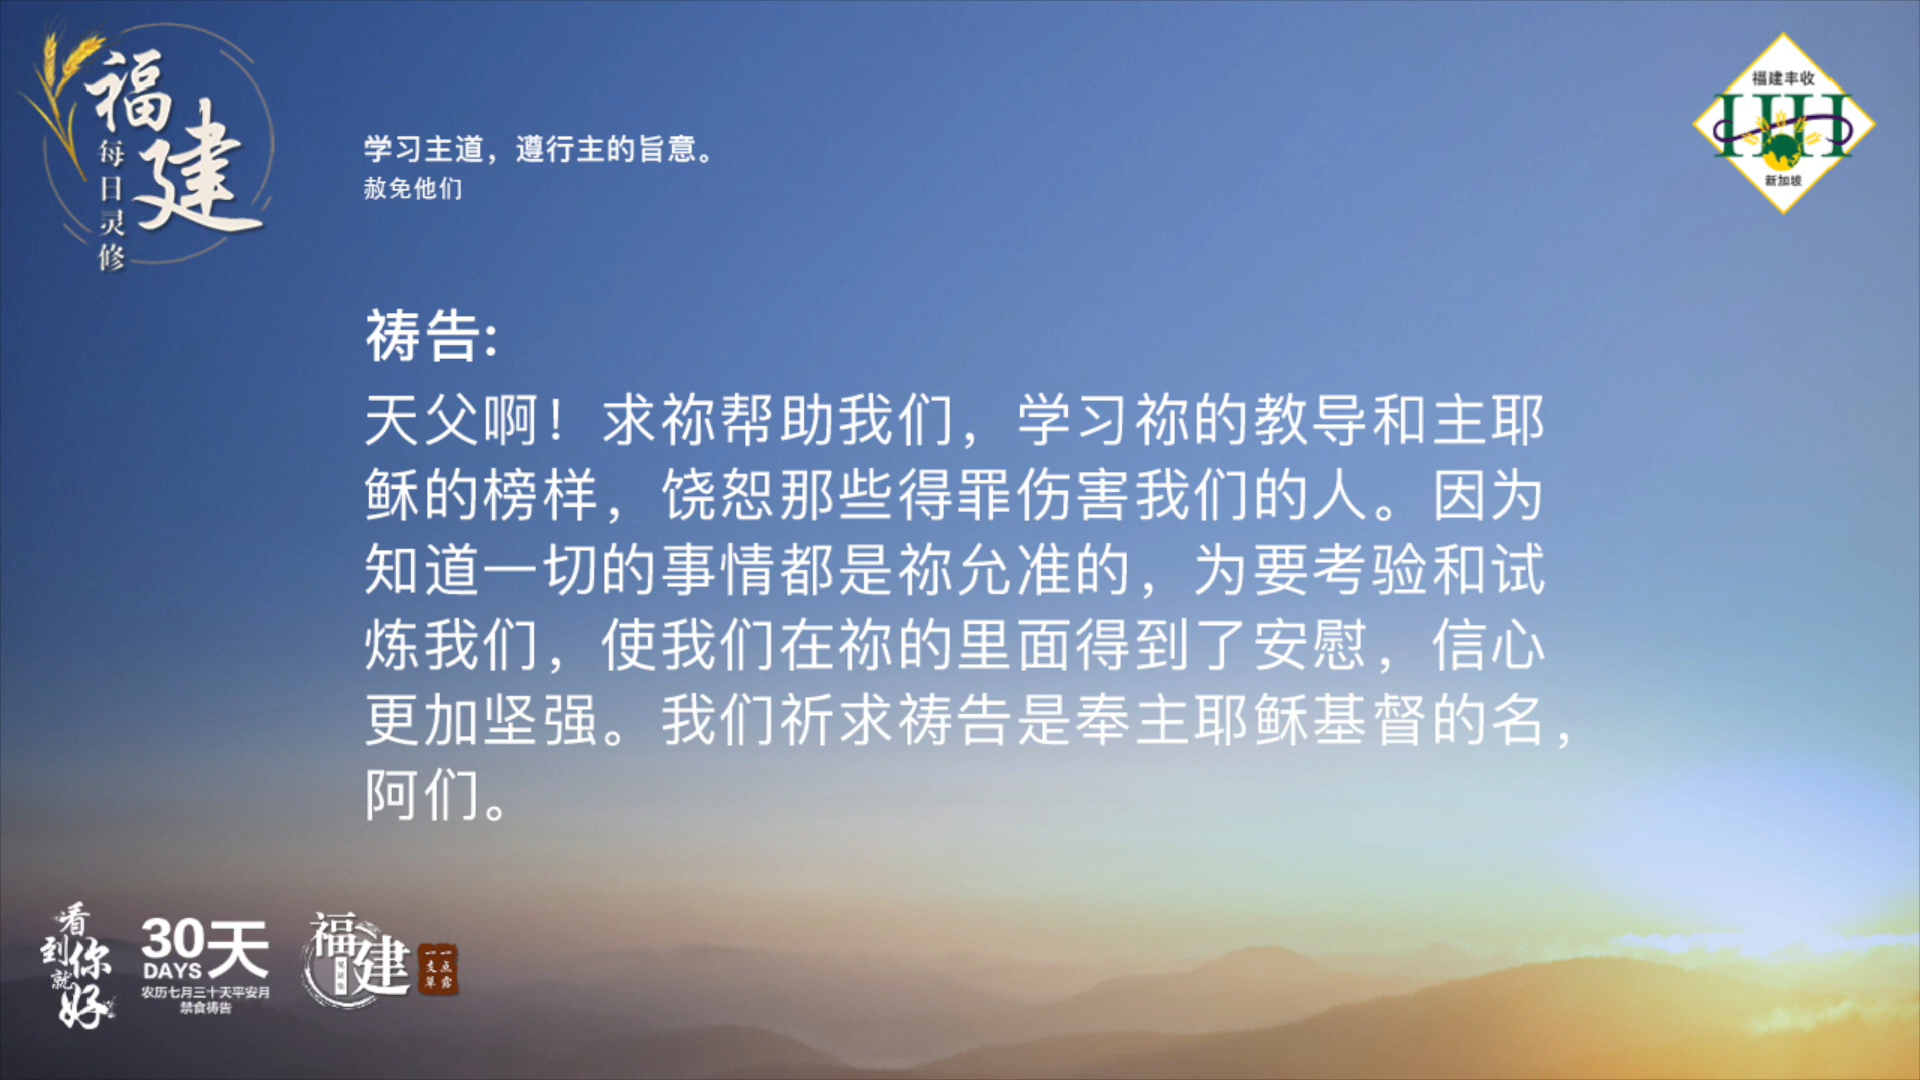 福建
每日灵修
学习主道，遵行主的旨意。
赦免他们
福建丰收
HH
新加坡
祷告:
天父啊！求祢帮助我们，学习祢的教导和主耶
稣的榜样，饶恕那些得罪伤害我们的人。因为
知道一切的事情都是祢允准的，为要考验和试
炼我们，使我们在祢的里面得到了安慰，信心
更加坚强。我们祈求祷告是奉主耶稣基督的名，
阿们。
看到你就好
30天
DAYS
农历七月三十天平安月
禁食祷告
福建
一点露
一支草